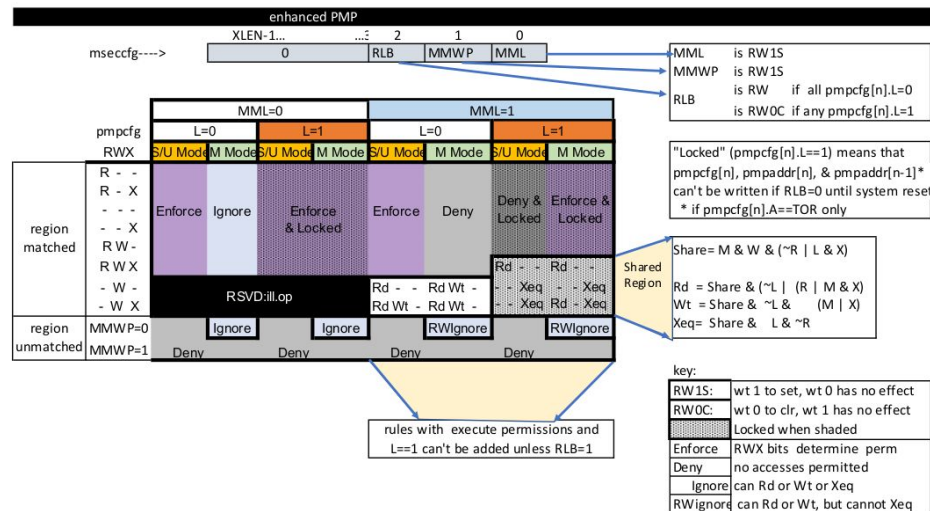 enhanced PMP
XLEN-1... ...3 2 1 0
mseccfg----> 0 RLB MMWP MML
MML is RW1S
MMWP is RW1S
RLB is RW if all pmpcfg[n].L=0
is RW0C if any pmpcfg[n].L=1
MML=0 MML=1
pmpcfg L=0 L=1 L=0 L=1
RWX S/U Mode M Mode S/U Mode M Mode S/U Mode M Mode S/U Mode M Mode
"Locked" (pmpcfg[n].L==1) means that
pmpcfg[n], pmpaddr[n], & pmpaddr[n-1]*
can't be written if RLB=0 until system reset
* if pmpcfg[n].A==TOR only
region
matched
R - -
R - X
- - -
- - X
R W -
R W X
- W -
- W X
Enforce Ignore Enforce
& Locked
Enforce Deny Deny &
Locked
Enforce &
Locked
Rd - - Rd - -
- - Xeq - - Xeq
- - Xeq Rd - Xeq
RSVD:ill.op
Rd - - Rd Wt -
Rd Wt - Rd Wt -
Shared
Region
Share= M & W & (~R | L & X)
Rd = Share & (~L | (R | M & X)
Wt = Share & ~L & (M | X)
Xeq= Share & L & ~R
region
unmatched
MMWP=0 Ignore Ignore RWIgnore RWIgnore
MMWP=1 Deny Deny Deny Deny
rules with execute permissions and
L==1 can't be added unless RLB=1
key:
RW1S: wt 1 to set, wt 0 has no effect
RW0C: wt 0 to clr, wt 1 has no effect
Locked when shaded
Enforce RWX bits determine perm
Deny no accesses permitted
Ignore can Rd or Wt or Xeq
RWignore can Rd or Wt, but cannot Xeq